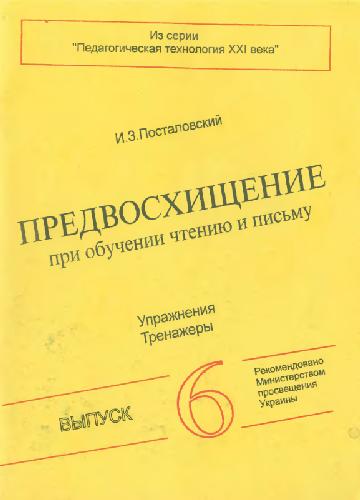 Из серии
"Педагогическая технология XXI века"
И.З.Посталовский
ПРЕДВОСХИЩЕНИЕ
при обучении чтению и письму
Упражнения
Тренажеры
ВЫПУСК 6
Рекомендовано
Министерством
просвещения
Украины